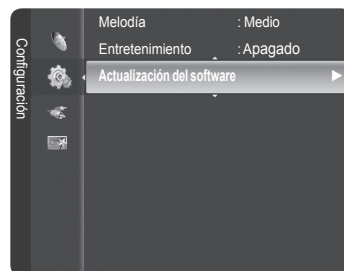 Configuración
Melodía : Medio
Entretenimiento : Apagado
Actualización del software